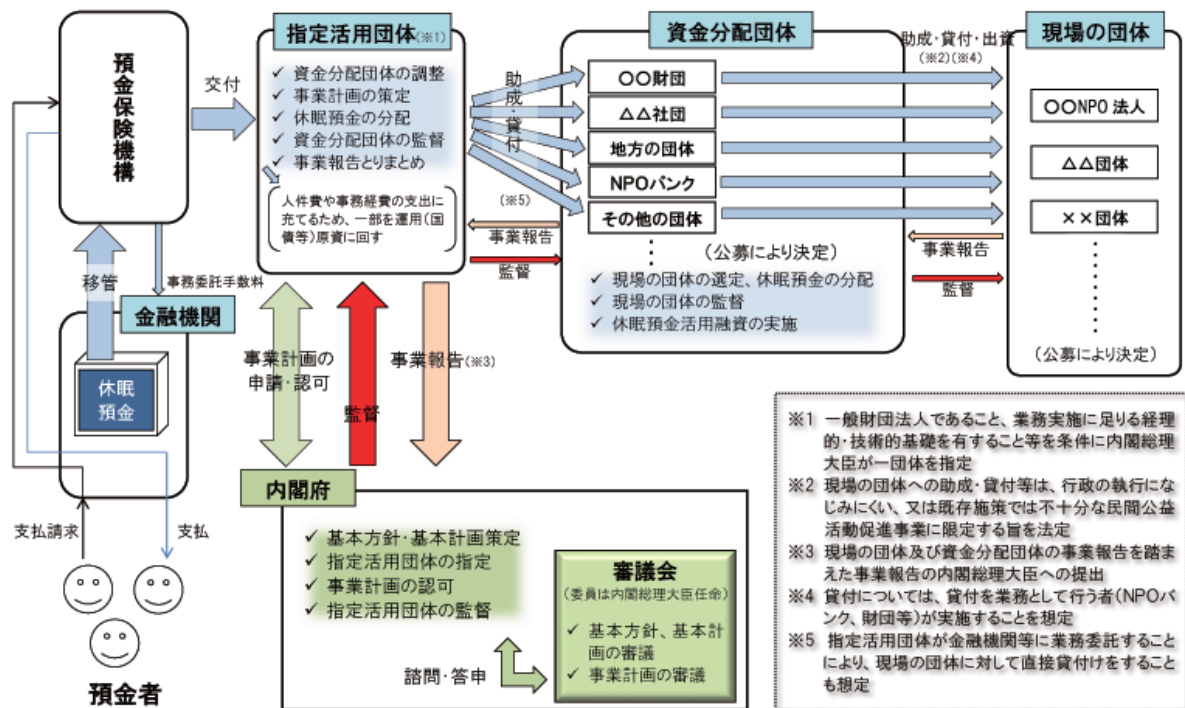 預金保険機構
交付
移管
事務委託手数料
金融機関
休眠
預金
支払請求
支払
預金者
指定活用団体(※1)
✓ 資金分配団体の調整
✓ 事業計画の策定
✓ 休眠預金の分配
✓ 資金分配団体の監督
✓ 事業報告とりまとめ
人件費や事務経費の支出に
充てるため、一部を運用(国
債等)原資に回す
助成・貸付
(※5)
事業報告
監督
資金分配団体
〇〇財団
△△社団
地方の団体
NPOバンク
その他の団体
(公募により決定)
✓ 現場の団体の選定、休眠預金の分配
✓ 現場の団体の監督
✓ 休眠預金活用融資の実施
助成・貸付・出資
(※2)(※4)
事業報告
監督
現場の団体
〇〇NPO法人
△△団体
××団体
(公募により決定)
事業計画の
申請・認可
監督
事業報告(※3)
内閣府
✓ 基本方針・基本計画策定
✓ 指定活用団体の指定
✓ 事業計画の認可
✓ 指定活用団体の監督
諮問・答申
審議会
(委員は内閣総理大臣任命)
✓ 基本方針、基本計
画の審議
✓ 事業計画の審議
※1 一般財団法人であること、業務実施に足りる経理
的・技術的基礎を有すること等を条件に内閣総理
大臣が一団体を指定
※2 現場の団体への助成・貸付等は、行政の執行にな
じみにくい、又は既存施策では不十分な民間公益
活動促進事業に限定する旨を法定
※3 現場の団体及び資金分配団体の事業報告を踏ま
えた事業報告の内閣総理大臣への提出
※4 貸付については、貸付を業務として行う者(NPOバ
ンク、財団等)が実施することを想定
※5 指定活用団体が金融機関等に業務委託すること
により、現場の団体に対して直接貸付けをすること
も想定